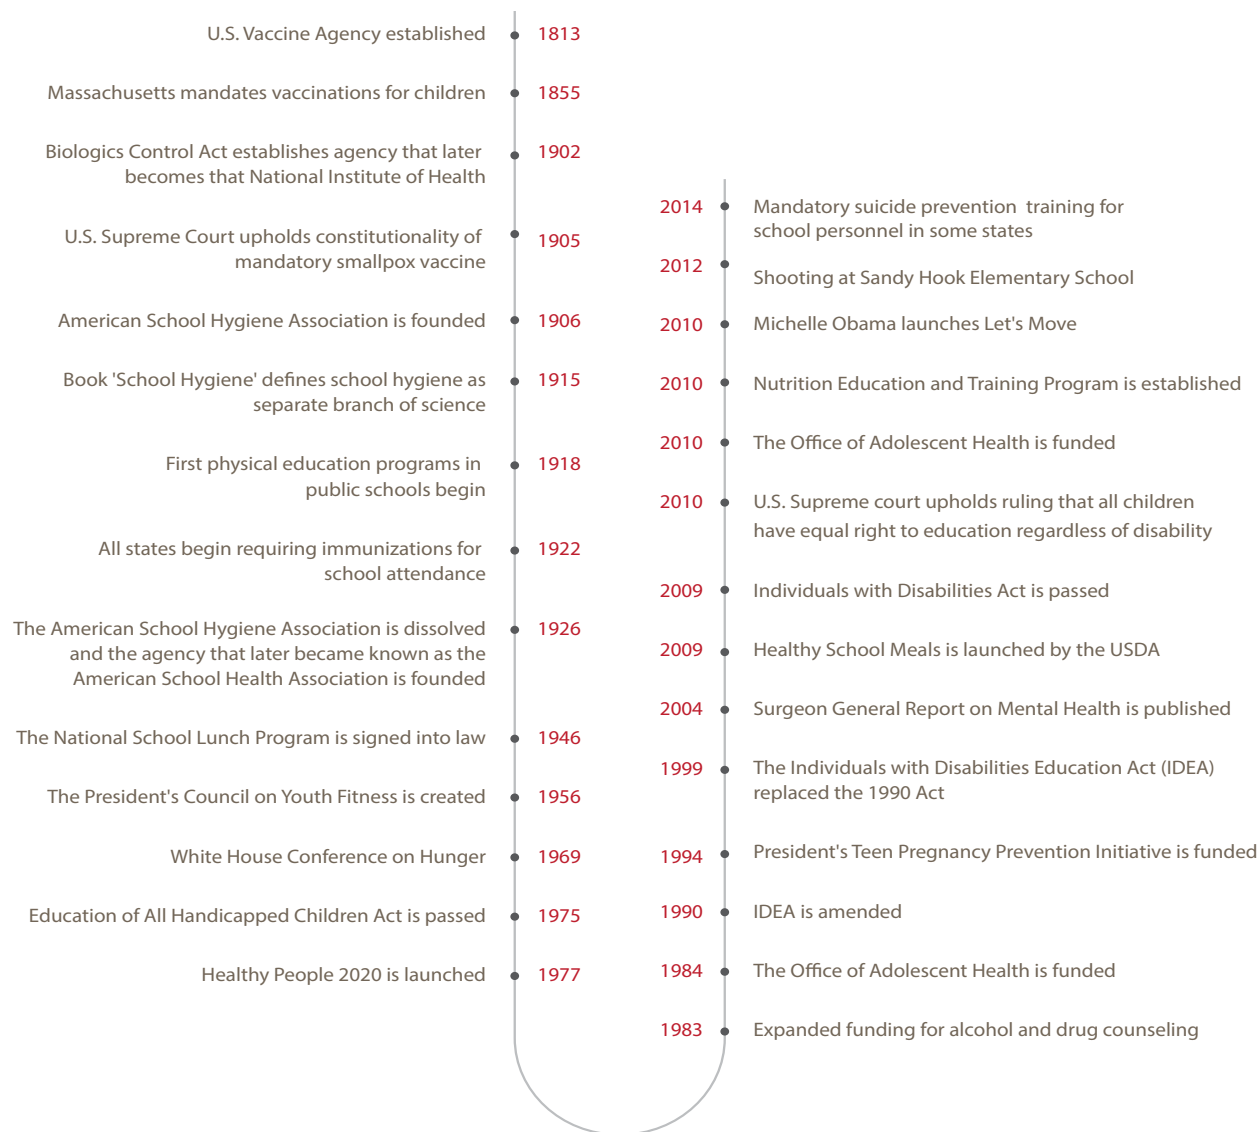 U.S. Vaccine Agency established 1813
Massachusetts mandates vaccinations for children 1855
Biologics Control Act establishes agency that later 1902
becomes that National Institute of Health
U.S. Supreme Court upholds constitutionality of 1905
mandatory smallpox vaccine
American School Hygiene Association is founded 1906
Book 'School Hygiene' defines school hygiene as 1915
separate branch of science
First physical education programs in 1918
public schools begin
All states begin requiring immunizations for 1922
school attendance
The American School Hygiene Association is dissolved 1926
and the agency that later became known as the
American School Health Association is founded
The National School Lunch Program is signed into law 1946
The President's Council on Youth Fitness is created 1956
White House Conference on Hunger 1969
Education of All Handicapped Children Act is passed 1975
Healthy People 2020 is launched 1977
2014 Mandatory suicide prevention training for
school personnel in some states
2012 Shooting at Sandy Hook Elementary School
2010 Michelle Obama launches Let's Move
2010 Nutrition Education and Training Program is established
2010 The Office of Adolescent Health is funded
2010 U.S. Supreme court upholds ruling that all children
have equal right to education regardless of disability
2009 Individuals with Disabilities Act is passed
2009 Healthy School Meals is launched by the USDA
2004 Surgeon General Report on Mental Health is published
1999 The Individuals with Disabilities Education Act (IDEA)
replaced the 1990 Act
1994 President's Teen Pregnancy Prevention Initiative is funded
1990 IDEA is amended
1984 The Office of Adolescent Health is funded
1983 Expanded funding for alcohol and drug counseling